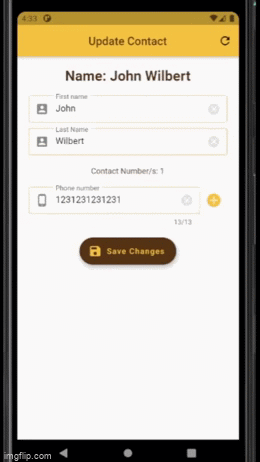 4:33
Update Contact
Name: John Wilbert
First name
John
Last Name
Wilbert
Contact Number/s: 1
Phone number
1231231231231
13/13
Save Changes
imgflip.com